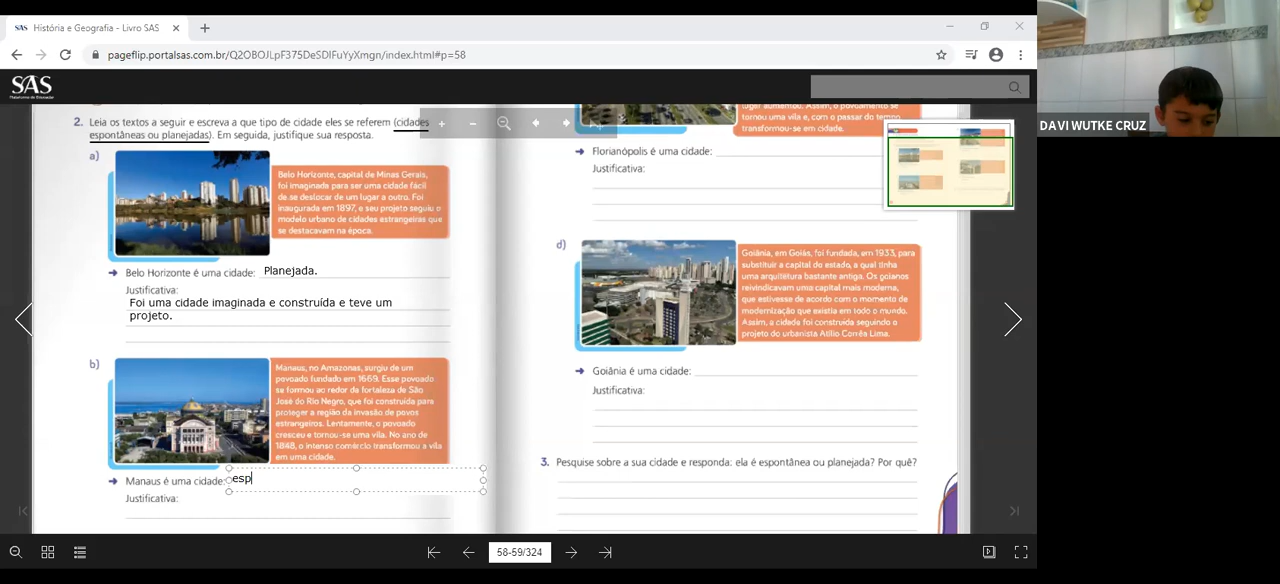 SAS História e Geografia - Livro SAS
pageflip.portalsas.com.br/Q2OBOJLpF375DeSDIFuYyXmgn/index.html#p=58
SAS
2. Leia os textos a seguir e escreva a que tipo de cidade eles se referem (cidades
espontâneas ou planejadas). Em seguida, justifique sua resposta.
a)
Belo Horizonte, capital de Minas Gerais,
foi imaginada para ser uma cidade fácil
de se deslocar de um lugar a outro. Foi
inaugurada em 1897, e seu projeto seguiu o
modelo urbano de cidades estrangeiras que
se destacavam na época.
Belo Horizonte é uma cidade: Planejada.
Justificativa:
Foi uma cidade imaginada e construída e teve um
projeto.
b)
Manaus, no Amazonas, surgiu de um
povoado fundado em 1669. Esse povoado
se formou ao redor da fortaleza de São
José do Rio Negro, que foi construída para
proteger a região da invasão de povos
estrangeiros. Lentamente, o povoado
cresceu e tornou-se uma vila. No ano de
1848, o intenso comércio transformou a vila
em uma cidade.
Manaus é uma cidade: esp
Justificativa:
lugar aumentou. Assim, o povoamento se
tornou uma vila e, com o passar do tempo
transformou-se em cidade.
Florianópolis é uma cidade:
Justificativa:
d)
Goiânia, em Goiás, foi fundada, em 1933, para
substituir a capital do estado, a qual tinha
uma arquitetura bastante antiga. Os goianos
reivindicavam uma capital mais moderna,
que estivesse de acordo com o momento de
modernização que existia em todo o mundo.
Assim, a cidade foi construída seguindo o
projeto do urbanista Atílio Corrêa Lima.
Goiânia é uma cidade:
Justificativa:
3. Pesquise sobre a sua cidade e responda: ela é espontânea ou planejada? Por quê?
58-59/324
DAVI WUTKE CRUZ